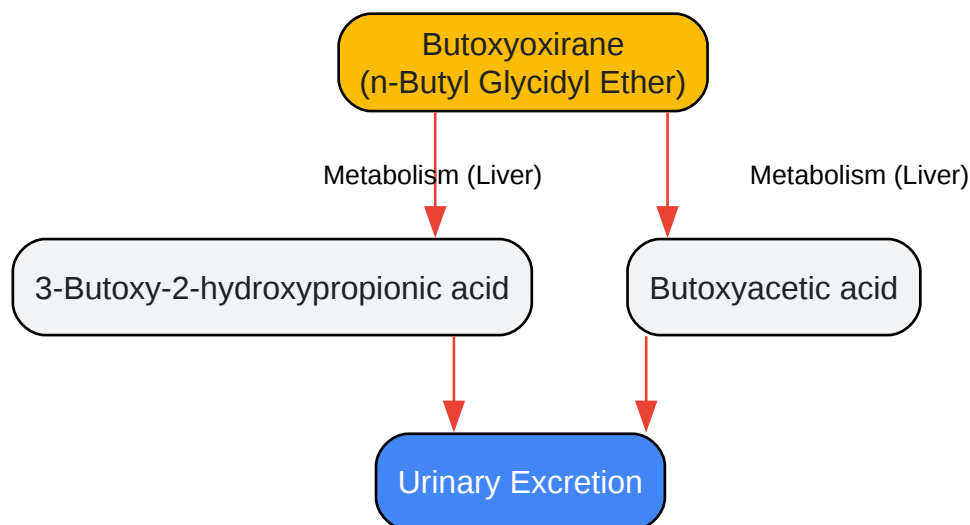 Butoxyoxirane
(n-Butyl Glycidyl Ether)
Metabolism (Liver)
Metabolism (Liver)
3-Butoxy-2-hydroxypropionic acid
Butoxyacetic acid
Urinary Excretion